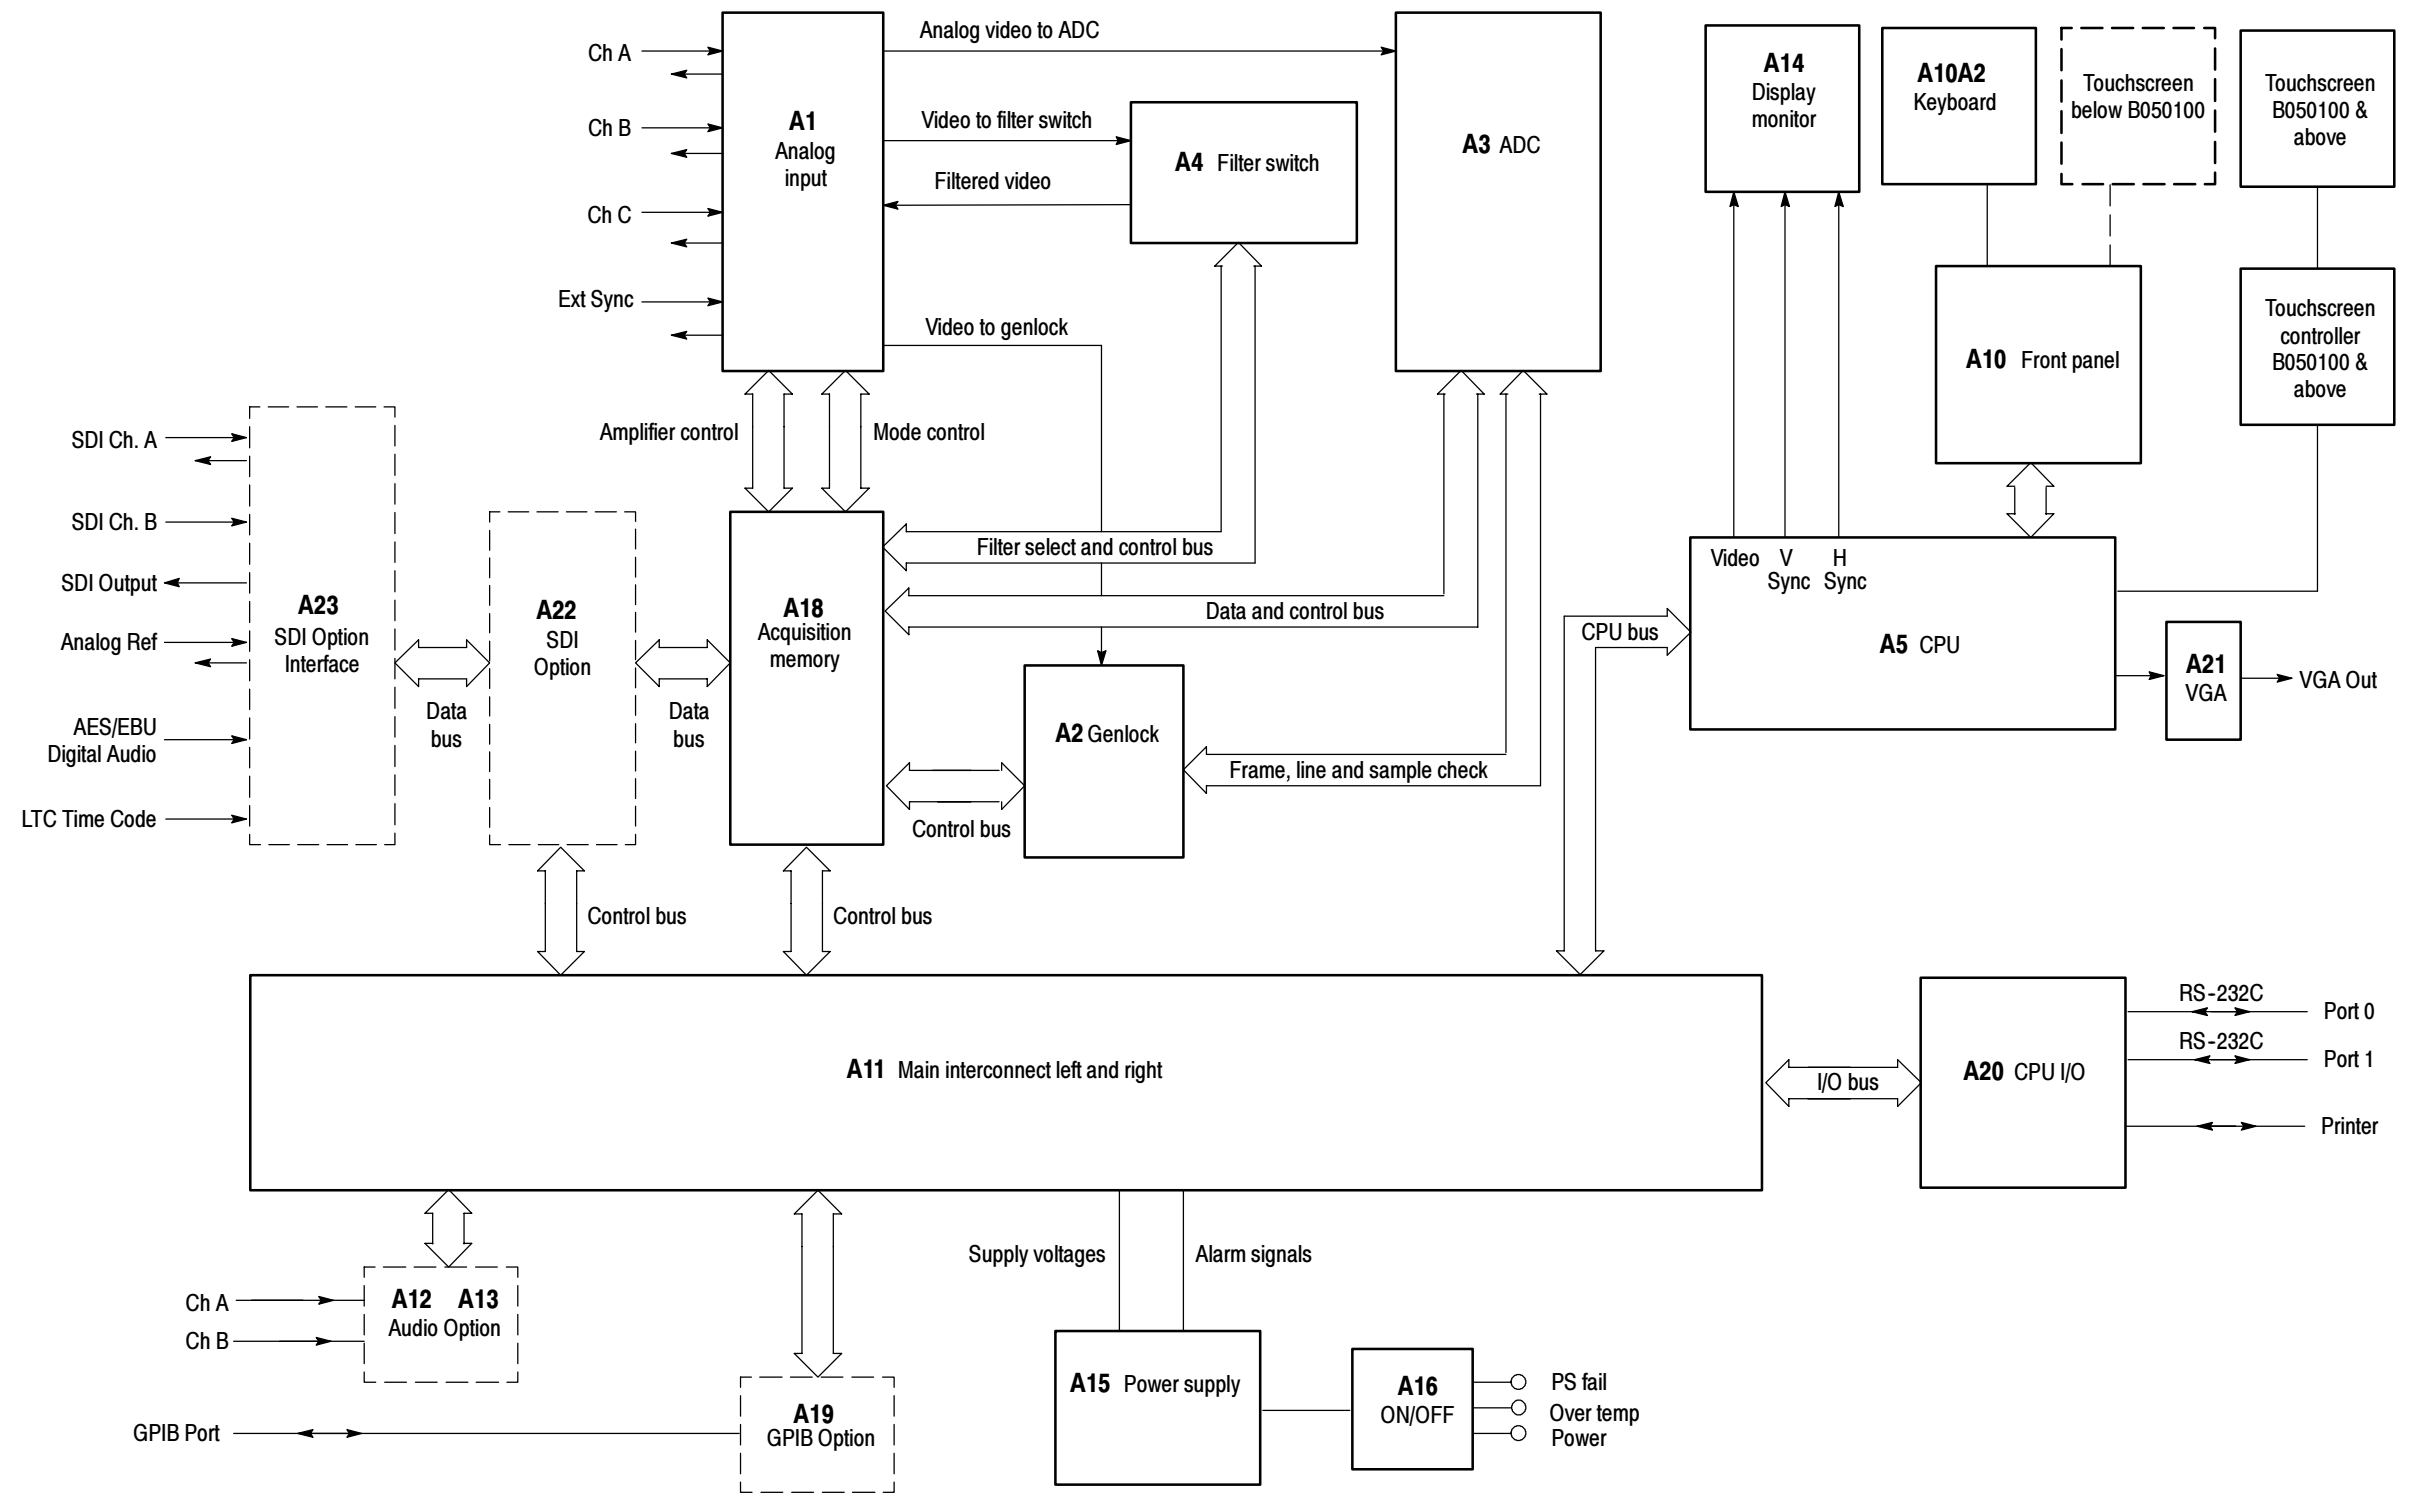 Ch A
Ch B
Ch C
Ext Sync
A1
Analog
input
Analog video to ADC
Video to filter switch
Filtered video
Video to genlock
A4 Filter switch
A3 ADC
A14
Display
monitor
A10A2
Keyboard
Touchscreen
below B050100
Touchscreen
B050100 &
above
A10 Front panel
Touchscreen
controller
B050100 &
above
Amplifier control
Mode control
SDI Ch. A
SDI Ch. B
SDI Output
Analog Ref
AES/EBU
Digital Audio
LTC Time Code
A23
SDI Option
Interface
Data
bus
A22
SDI
Option
Data
bus
A18
Acquisition
memory
Filter select and control bus
Data and control bus
A2 Genlock
Frame, line and sample check
Control bus
Video
V
Sync
H
Sync
CPU bus
A5 CPU
A21
VGA
VGA Out
Control bus
Control bus
A11 Main interconnect left and right
I/O bus
A20 CPU I/O
RS-232C
Port 0
RS-232C
Port 1
Printer
Supply voltages
Alarm signals
Ch A
Ch B
A12 A13
Audio Option
GPIB Port
A19
GPIB Option
A15 Power supply
A16
ON/OFF
PS fail
Over temp
Power